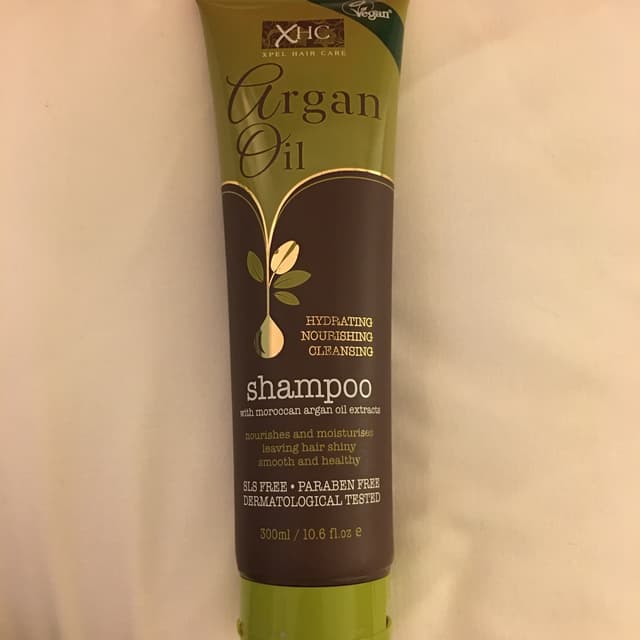 Vegan
XHC
XPEL HAIR CARE
Argan
Oil
HYDRATING
NOURISHING
CLEANSING
shampoo
with moroccan argan oil extracts
nourishes and moisturises
leaving hair shiny
smooth and healthy
SLS FREE • PARABEN FREE
DERMATOLOGICAL TESTED
300ml / 10.6 fl.oz e